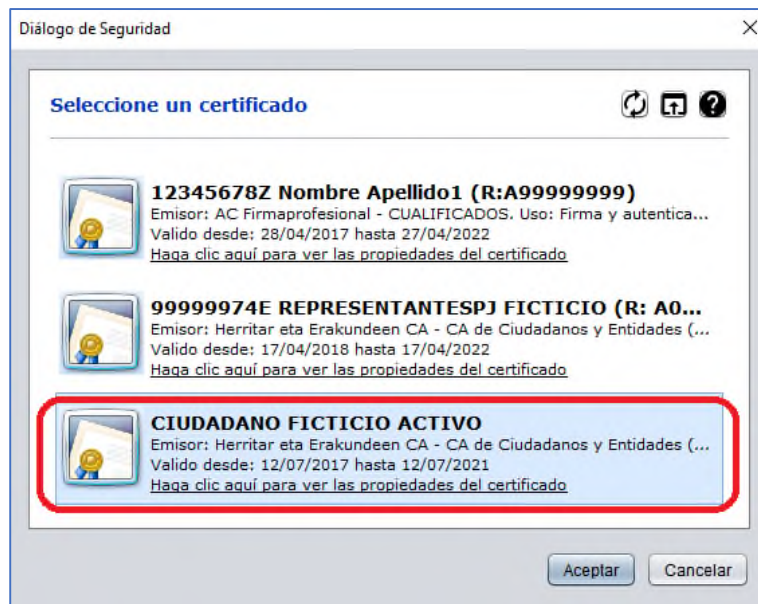 Diálogo de Seguridad
Seleccione un certificado
12345678Z Nombre Apellido1 (R:A99999999)
Emisor: AC Firmaprofesional - CUALIFICADOS. Uso: Firma y autentica...
Valido desde: 28/04/2017 hasta 27/04/2022
Haga clic aquí para ver las propiedades del certificado
99999974E REPRESENTANTESPJ FICTICIO (R: A0...
Emisor: Herritar eta Erakundeen CA - CA de Ciudadanos y Entidades (...
Valido desde: 17/04/2018 hasta 17/04/2022
Haga clic aquí para ver las propiedades del certificado
CIUDADANO FICTICIO ACTIVO
Emisor: Herritar eta Erakundeen CA - CA de Ciudadanos y Entidades (...
Valido desde: 12/07/2017 hasta 12/07/2021
Haga clic aquí para ver las propiedades del certificado
Aceptar Cancelar